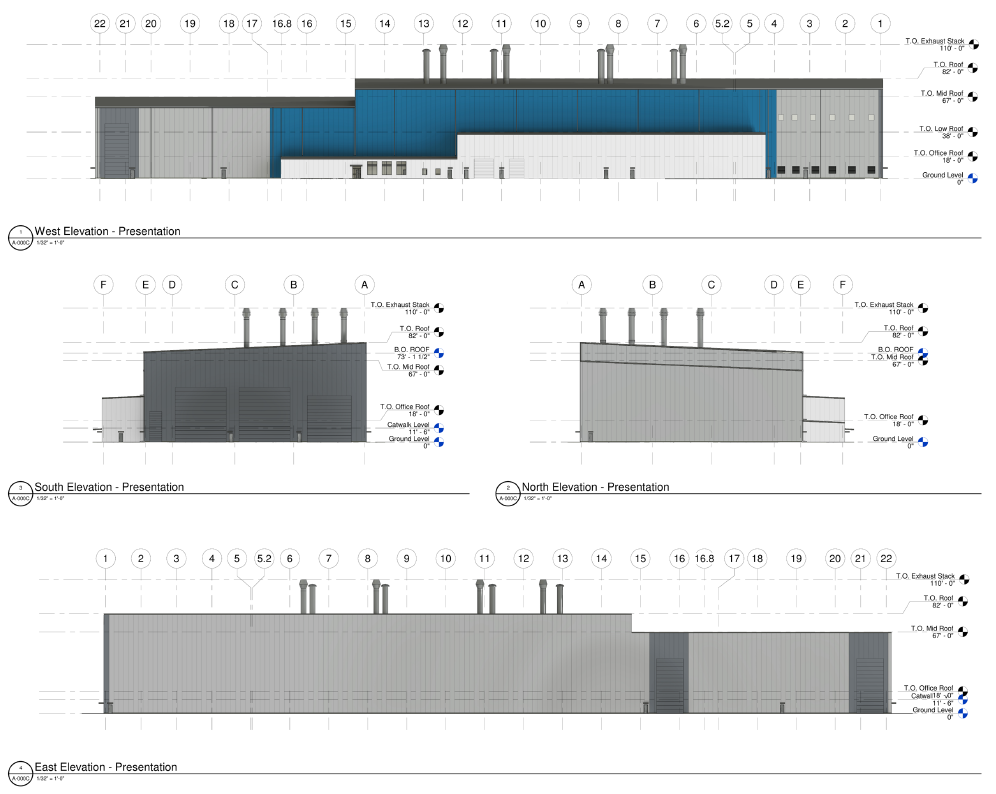 22 21 20 19 18 17 16.8 16 15 14 13 12 11 10 9 8 7 6 5.2 5 4 3 2 1
T.O. Exhaust Stack
110' - 0"
T.O. Roof
82' - 0"
T.O. Mid Roof
67' - 0"
T.O. Low Roof
38' - 0"
T.O. Office Roof
18' - 0"
Ground Level
0"
1
West Elevation - Presentation
A-000C
1/32" = 1'-0"
F E D C B A
T.O. Exhaust Stack
110' - 0"
T.O. Roof
82' - 0"
B.O. ROOF
73' - 1 1/2"
T.O. Mid Roof
67' - 0"
T.O. Office Roof
18' - 0"
Catwalk Level
11' - 6"
Ground Level
0"
3
South Elevation - Presentation
A-000C
1/32" = 1'-0"
A B C D E F
T.O. Exhaust Stack
110' - 0"
T.O. Roof
82' - 0"
B.O. ROOF
T.O. Mid Roof
67' - 0"
T.O. Office Roof
18' - 0"
Ground Level
0"
2
North Elevation - Presentation
A-000C
1/32" = 1'-0"
1 2 3 4 5 5.2 6 7 8 9 10 11 12 13 14 15 16 16.8 17 18 19 20 21 22
T.O. Exhaust Stack
110' - 0"
T.O. Roof
82' - 0"
T.O. Mid Roof
67' - 0"
T.O. Office Roof
18' - 0"
11' - 6"
Ground Level
0"
4
East Elevation - Presentation
A-000C
1/32" = 1'-0"